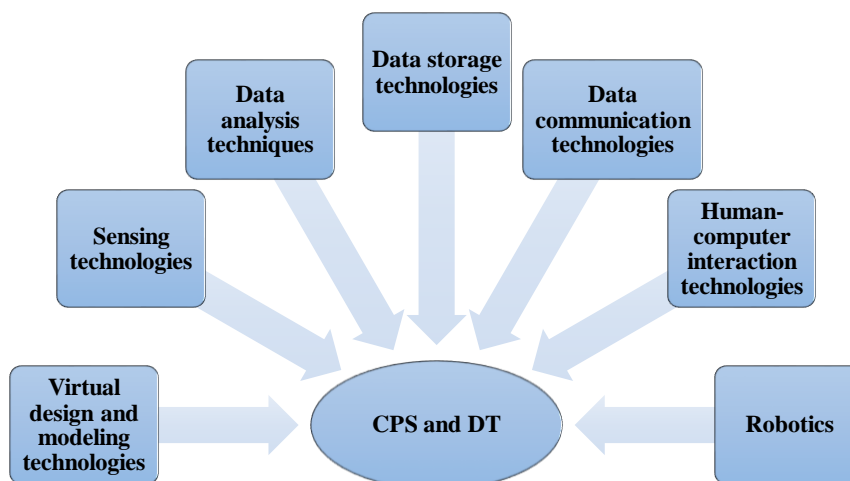 Data storage
technologies
Data
analysis
techniques
Data
communication
technologies
Sensing
technologies
Human-
computer
interaction
technologies
Virtual
design and
modeling
technologies
CPS and DT
Robotics